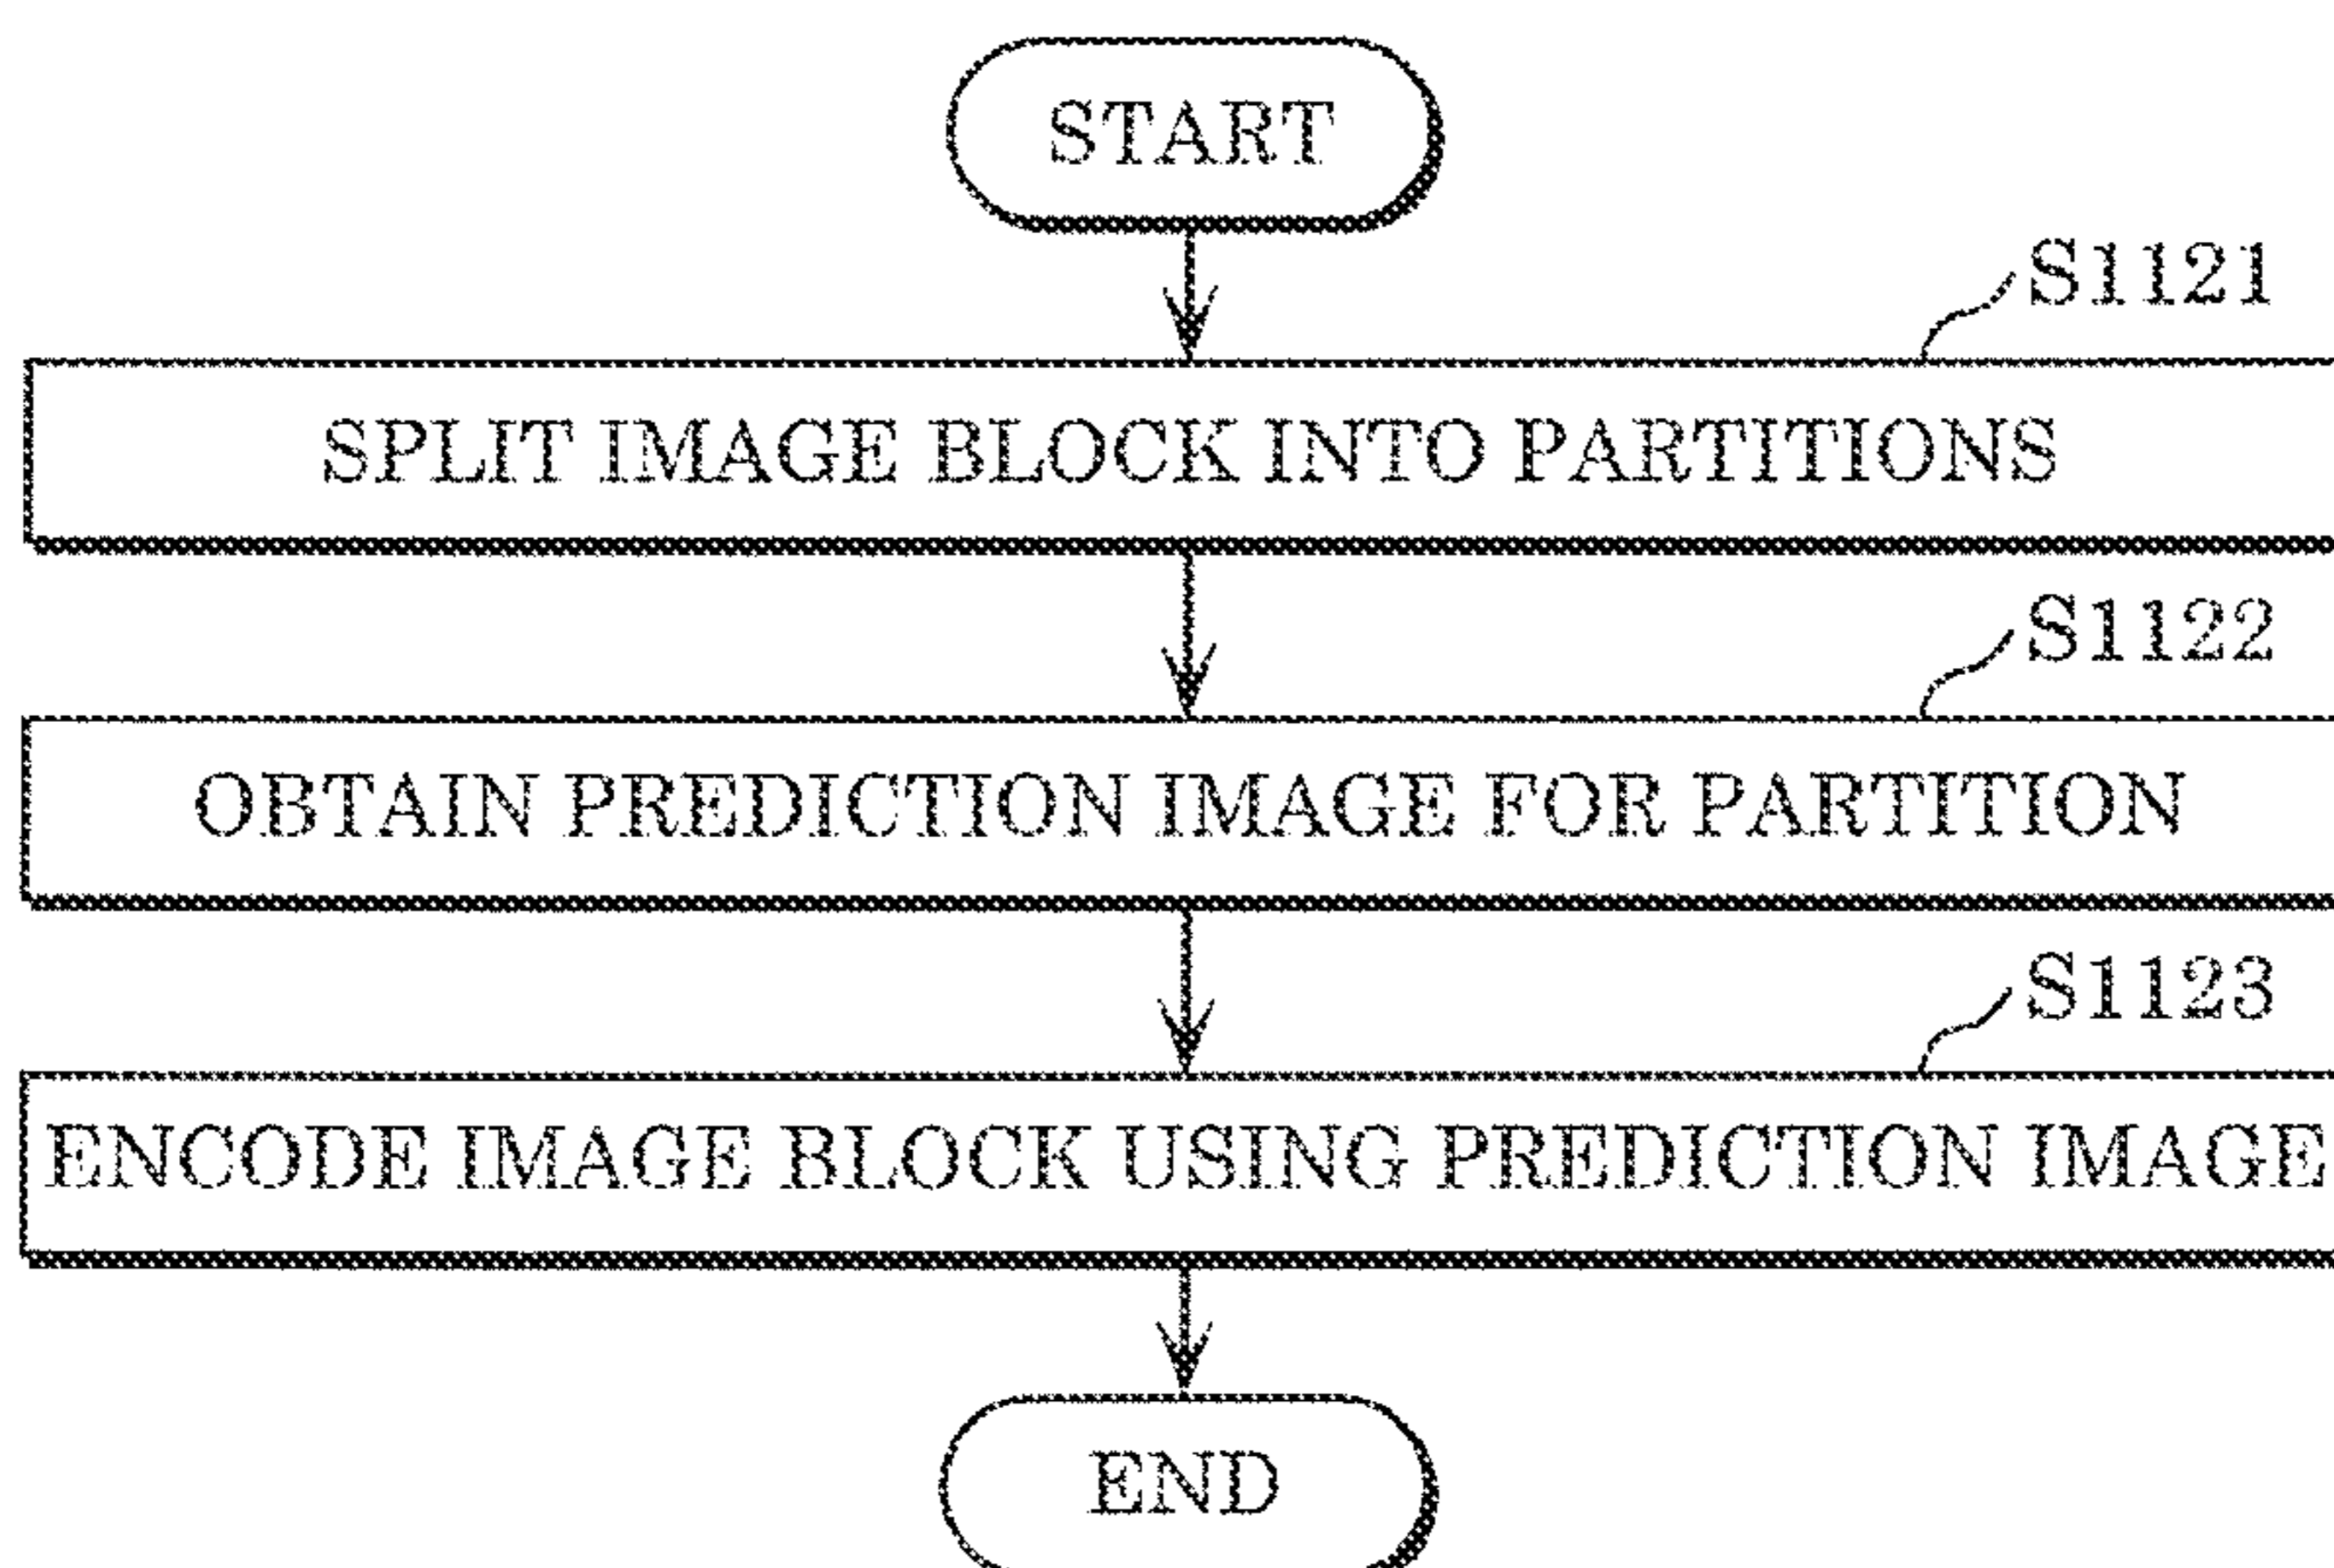 START
S1121
SPLIT IMAGE BLOCK INTO PARTITIONS
S1122
OBTAIN PREDICTION IMAGE FOR PARTITION
S1123
ENCODE IMAGE BLOCK USING PREDICTION IMAGE
END